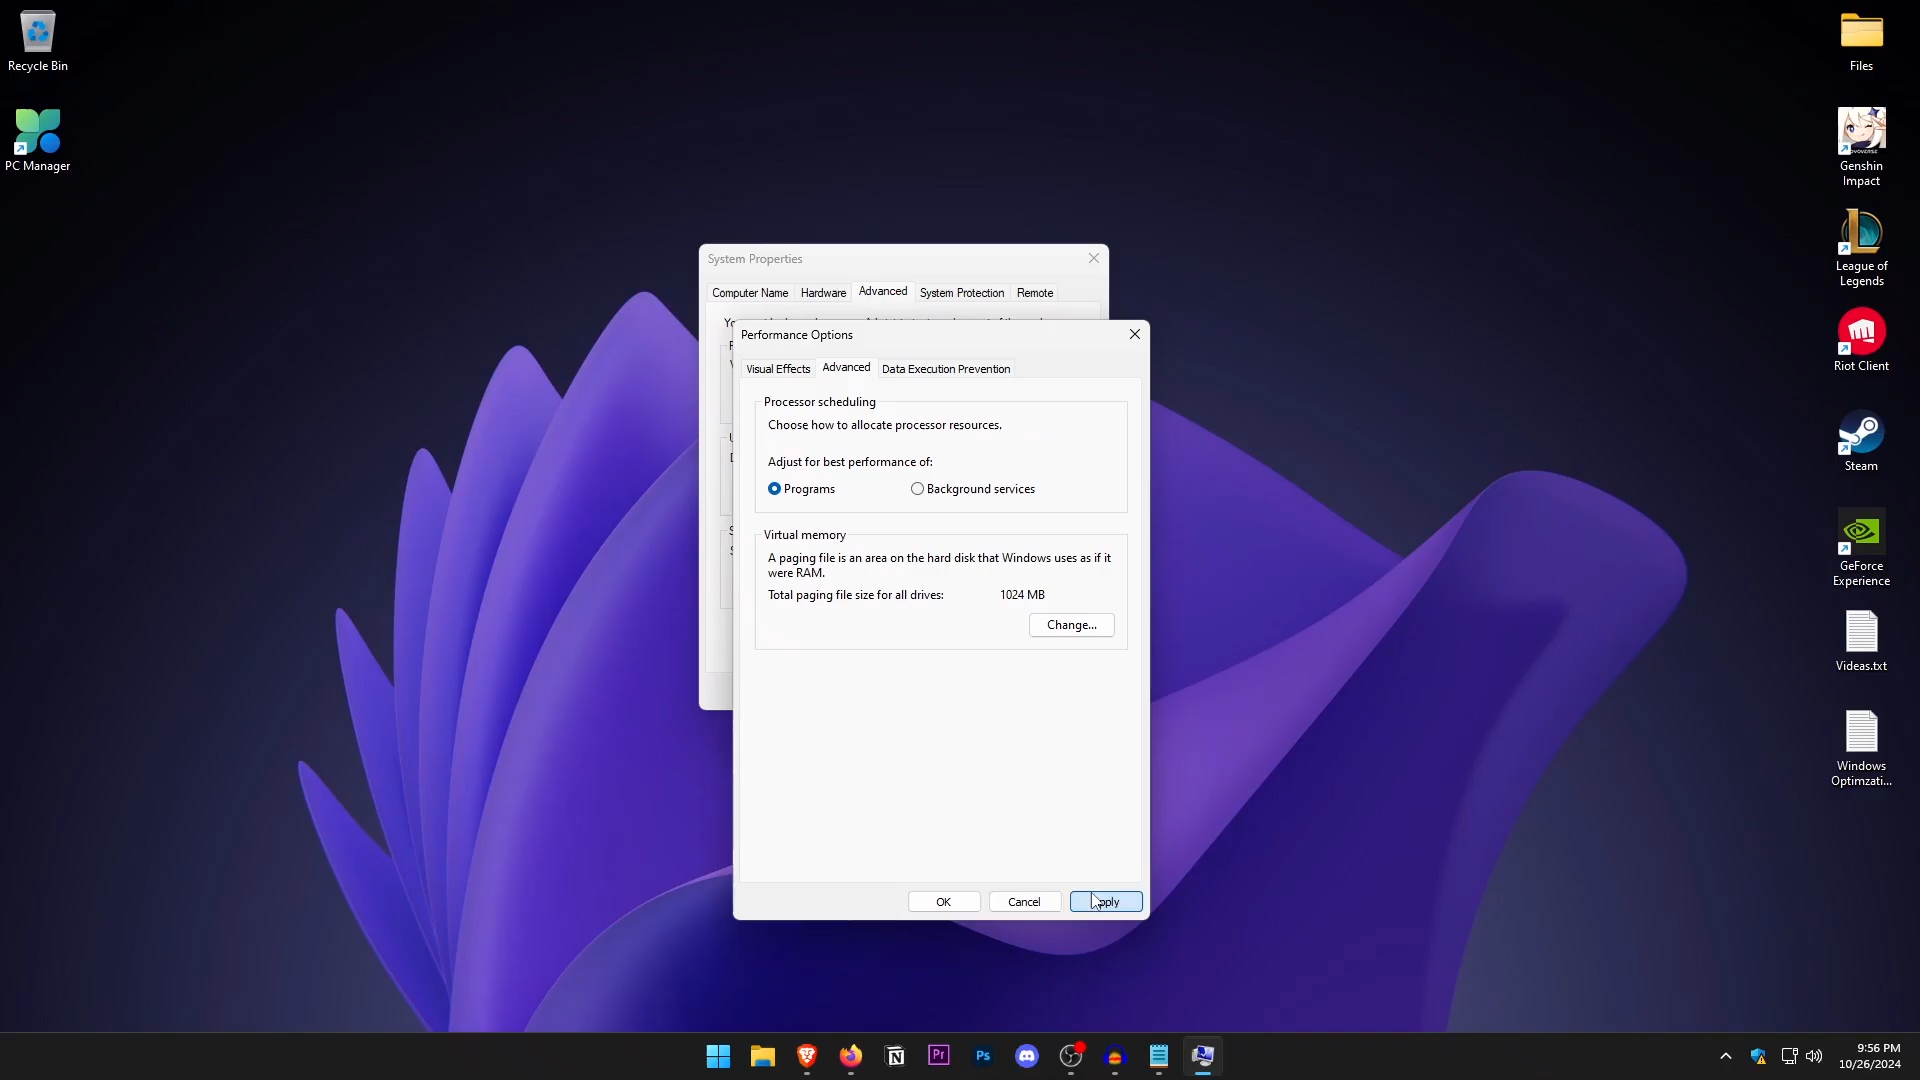 Recycle Bin
PC Manager
Files
Genshin
Impact
League of
Legends
Riot Client
Steam
GeForce
Experience
Videas.txt
Windows
Optimzati...
System Properties
Computer Name
Hardware
Advanced
System Protection
Remote
Performance Options
Visual Effects
Advanced
Data Execution Prevention
Processor scheduling
Choose how to allocate processor resources.
Adjust for best performance of:
Programs
Background services
Virtual memory
A paging file is an area on the hard disk that Windows uses as if it
were RAM.
Total paging file size for all drives: 1024 MB
Change...
OK
Cancel
Pr
Ps
9:56 PM
10/26/2024